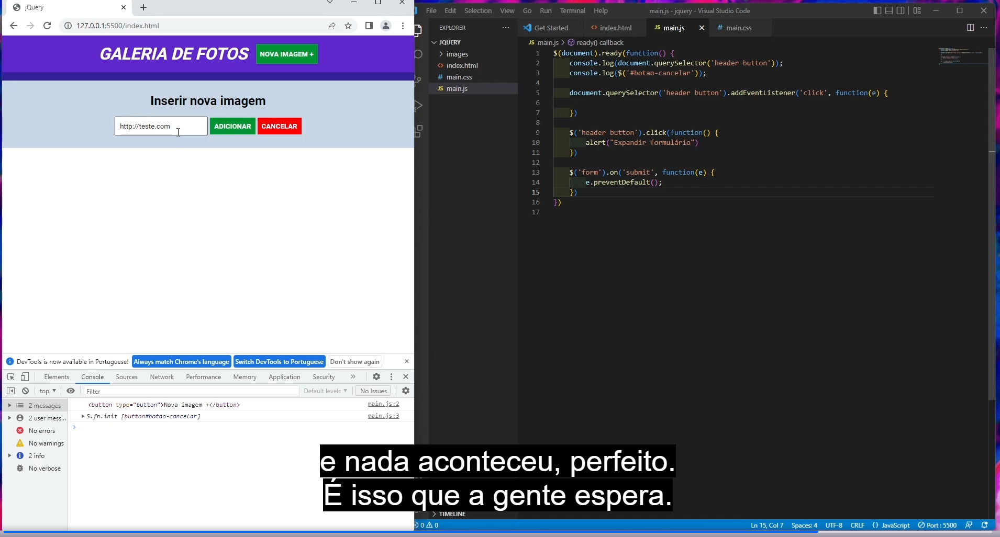 jQuery
127.0.0.1:5500/index.html
GALERIA DE FOTOS
NOVA IMAGEM +
Inserir nova imagem
http://teste.com
ADICIONAR
CANCELAR
DevTools is now available in Portuguese!
Always match Chrome's language
Switch DevTools to Portuguese
Don't show again
Elements
Console
Sources
Network
Performance
Memory
Application
Security
top
Filter
Default levels
No Issues
2 messages
2 user mess...
No errors
No warnings
2 info
No verbose
<button type="button">Nova imagem +</button>
main.js:2
S.fn.init [button#botao-cancelar]
main.js:3
File Edit Selection View Go Run Terminal Help
main.js - jquery - Visual Studio Code
EXPLORER
JQUERY
images
index.html
main.css
JS main.js
TIMELINE
Get Started
index.html
JS main.js
# main.css
JS main.js > ready() callback
1 $(document).ready(function() {
2 console.log(document.querySelector('header button'));
3 console.log($('#botao-cancelar'));
4
5 document.querySelector('header button').addEventListener('click', function(e) {
6
7 })
8
9 $('header button').click(function() {
10 alert("Expandir formulário")
11 })
12
13 $('form').on('submit', function(e) {
14 e.preventDefault();
15 })
16 })
17
e nada aconteceu, perfeito.
É isso que a gente espera.
0 0
Ln 15, Col 7
Spaces: 4
UTF-8
CRLF
{} JavaScript
Port : 5500